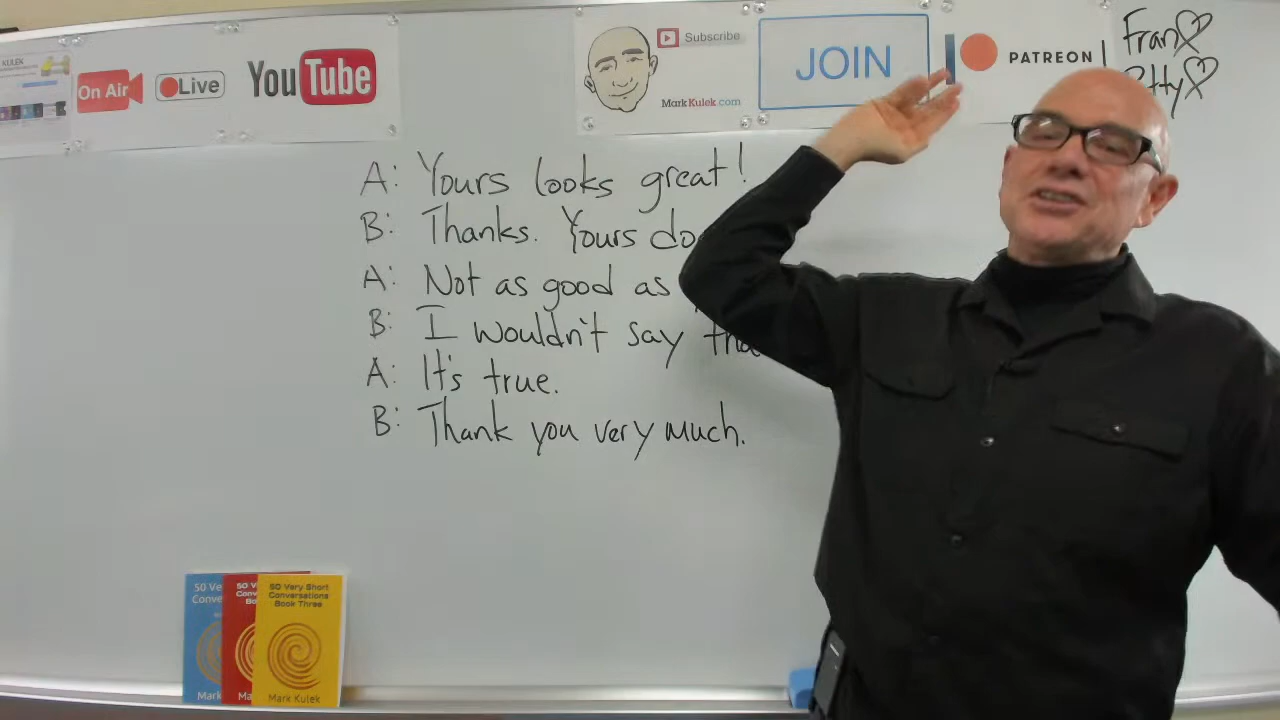 KULEK
On Air
Live
YouTube
Subscribe
MarkKulek.com
JOIN
PATREON
Fran
A: Yours looks great!
B: Thanks. Yours
A: Not as good as
B: I wouldn't say
A: It's true.
B: Thank you very much.
50 Very Short
Conversations
Book Three
Mark Kulek